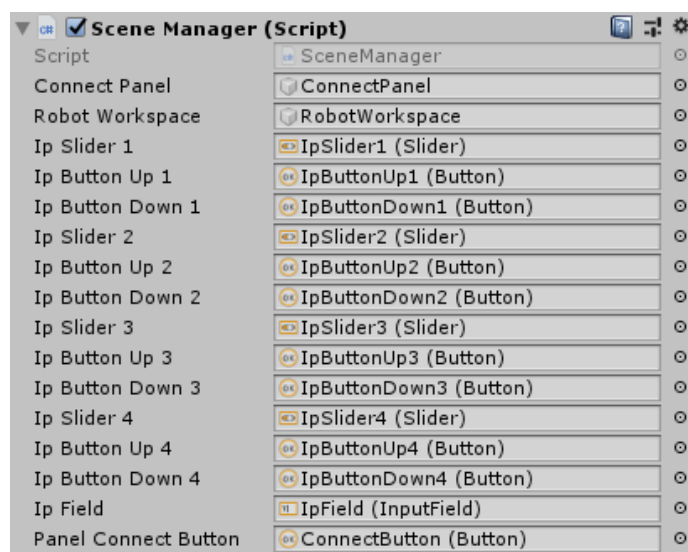 Scene Manager (Script)
Script SceneManager
Connect Panel ConnectPanel
Robot Workspace RobotWorkspace
Ip Slider 1 IpSlider1 (Slider)
Ip Button Up 1 IpButtonUp1 (Button)
Ip Button Down 1 IpButtonDown1 (Button)
Ip Slider 2 IpSlider2 (Slider)
Ip Button Up 2 IpButtonUp2 (Button)
Ip Button Down 2 IpButtonDown2 (Button)
Ip Slider 3 IpSlider3 (Slider)
Ip Button Up 3 IpButtonUp3 (Button)
Ip Button Down 3 IpButtonDown3 (Button)
Ip Slider 4 IpSlider4 (Slider)
Ip Button Up 4 IpButtonUp4 (Button)
Ip Button Down 4 IpButtonDown4 (Button)
Ip Field IpField (InputField)
Panel Connect Button ConnectButton (Button)